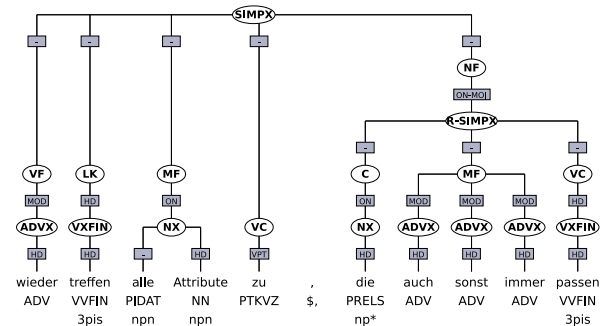 SIMPX
- - - - -
NF
ON-MOD
R-SIMPX
- - -
VF LK MF C MF VC
MOD HD ON ON MOD MOD MOD HD
ADVX VXFIN NX VC NX ADVX ADVX ADVX VXFIN
HD HD - HD VPT HD HD HD HD HD
wieder treffen alle Attribute zu , die auch sonst immer passen
ADV VVFIN PIDAT NN PTKVZ $, PRELS ADV ADV ADV VVFIN
3pis npn npn np* 3pis